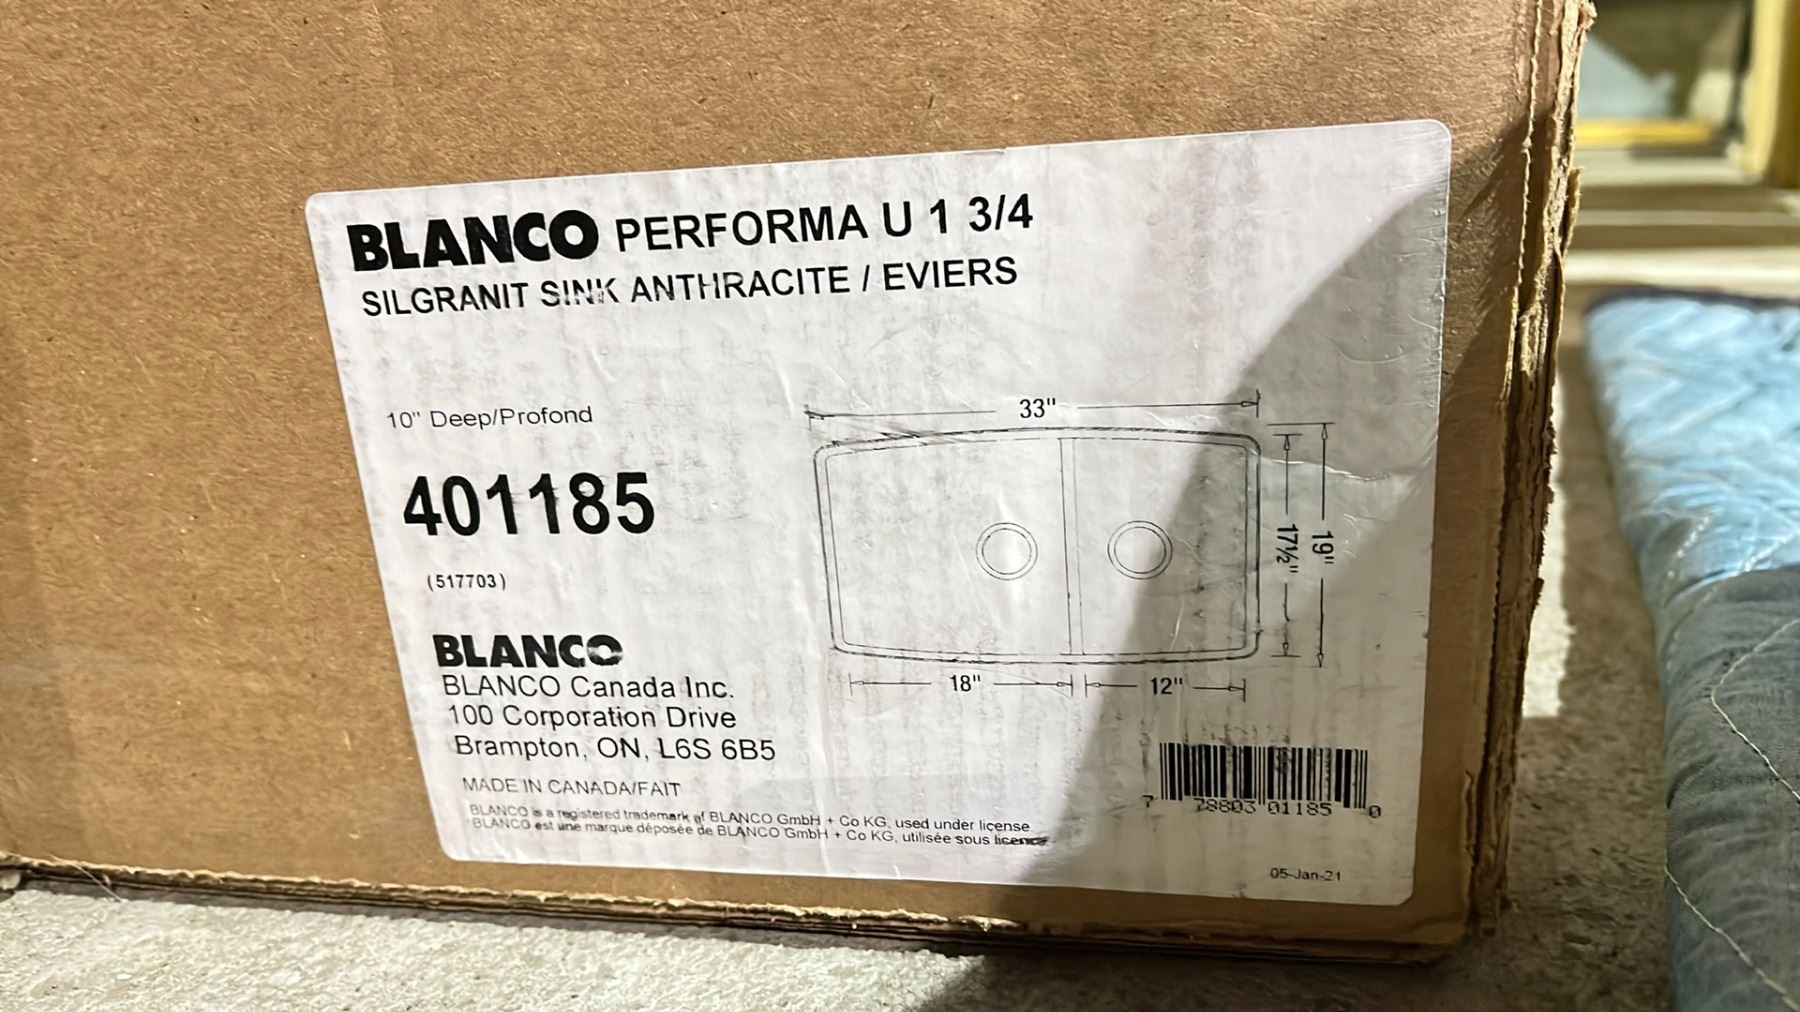 BLANCO PERFORMA U 1 3/4
SILGRANIT SINK ANTHRACITE / EVIERS
10" Deep/Profond
401185
(517703)
33"
17½"
19"
18"
12"
BLANCO
BLANCO Canada Inc.
100 Corporation Drive
Brampton, ON, L6S 6B5
MADE IN CANADA/FAIT
BLANCO is a registered trademark of BLANCO GmbH + Co KG, used under license
BLANCO est une marque déposée de BLANCO GmbH + Co KG, utilisée sous licence
7 78803 01185 0
05-Jan-21